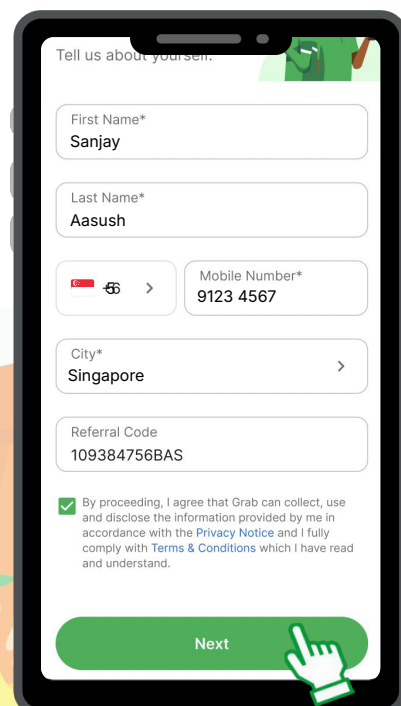 Tell us about yourself.
First Name*
Sanjay
Last Name*
Aasush
Mobile Number*
9123 4567
City*
Singapore
Referral Code
109384756BAS
By proceeding, I agree that Grab can collect, use
and disclose the information provided by me in
accordance with the Privacy Notice and I fully
comply with Terms & Conditions which I have read
and understand.
Next